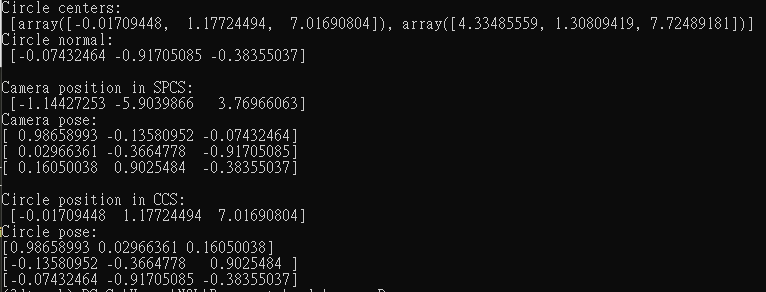 Circle centers:
[array([-0.01709448, 1.17724494, 7.01690804]), array([4.33485559, 1.30809419, 7.72489181])]
Circle normal:
[-0.07432464 -0.91705085 -0.38355037]
Camera position in SPCS:
[-1.14427253 -5.9039866 3.76966063]
Camera pose:
[ 0.98658993 -0.13580952 -0.07432464]
[ 0.02966361 -0.3664778 -0.91705085]
[ 0.16050038 0.9025484 -0.38355037]
Circle position in CCS:
[-0.01709448 1.17724494 7.01690804]
Circle pose:
[0.98658993 0.02966361 0.16050038]
[-0.13580952 -0.3664778 0.9025484 ]
[-0.07432464 -0.91705085 -0.38355037]